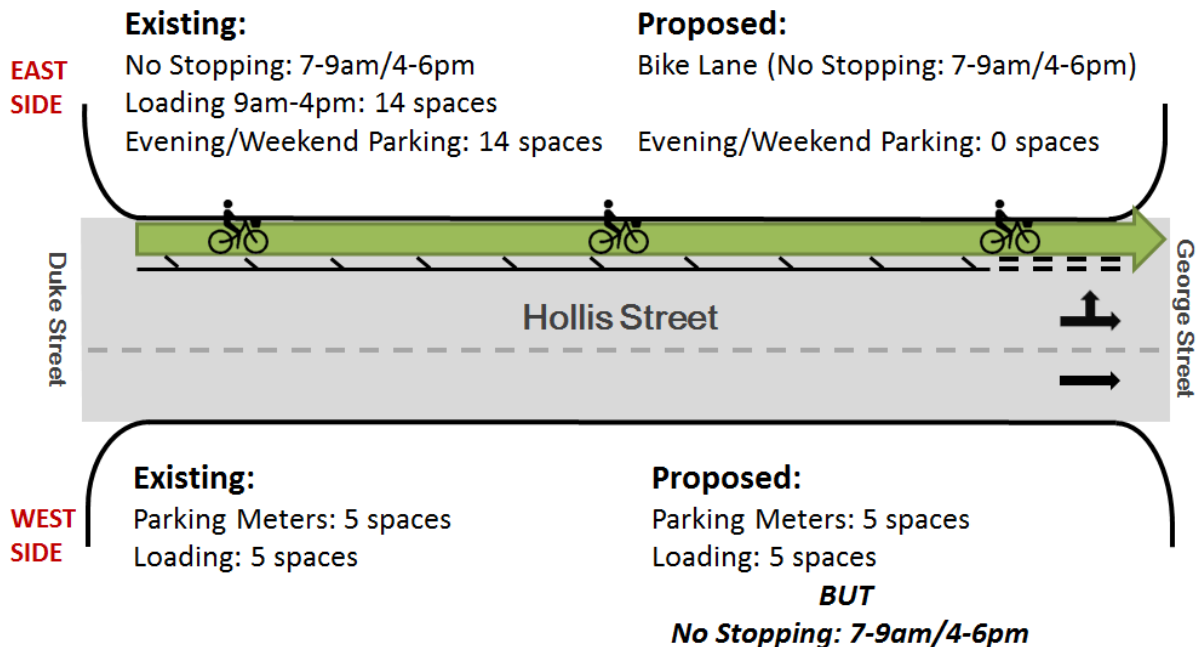 Existing:
No Stopping: 7-9am/4-6pm
Loading 9am-4pm: 14 spaces
Evening/Weekend Parking: 14 spaces
Proposed:
Bike Lane (No Stopping: 7-9am/4-6pm)
Evening/Weekend Parking: 0 spaces
EAST
SIDE
Duke Street
Hollis Street
George Street
WEST
SIDE
Existing:
Parking Meters: 5 spaces
Loading: 5 spaces
Proposed:
Parking Meters: 5 spaces
Loading: 5 spaces
BUT
No Stopping: 7-9am/4-6pm